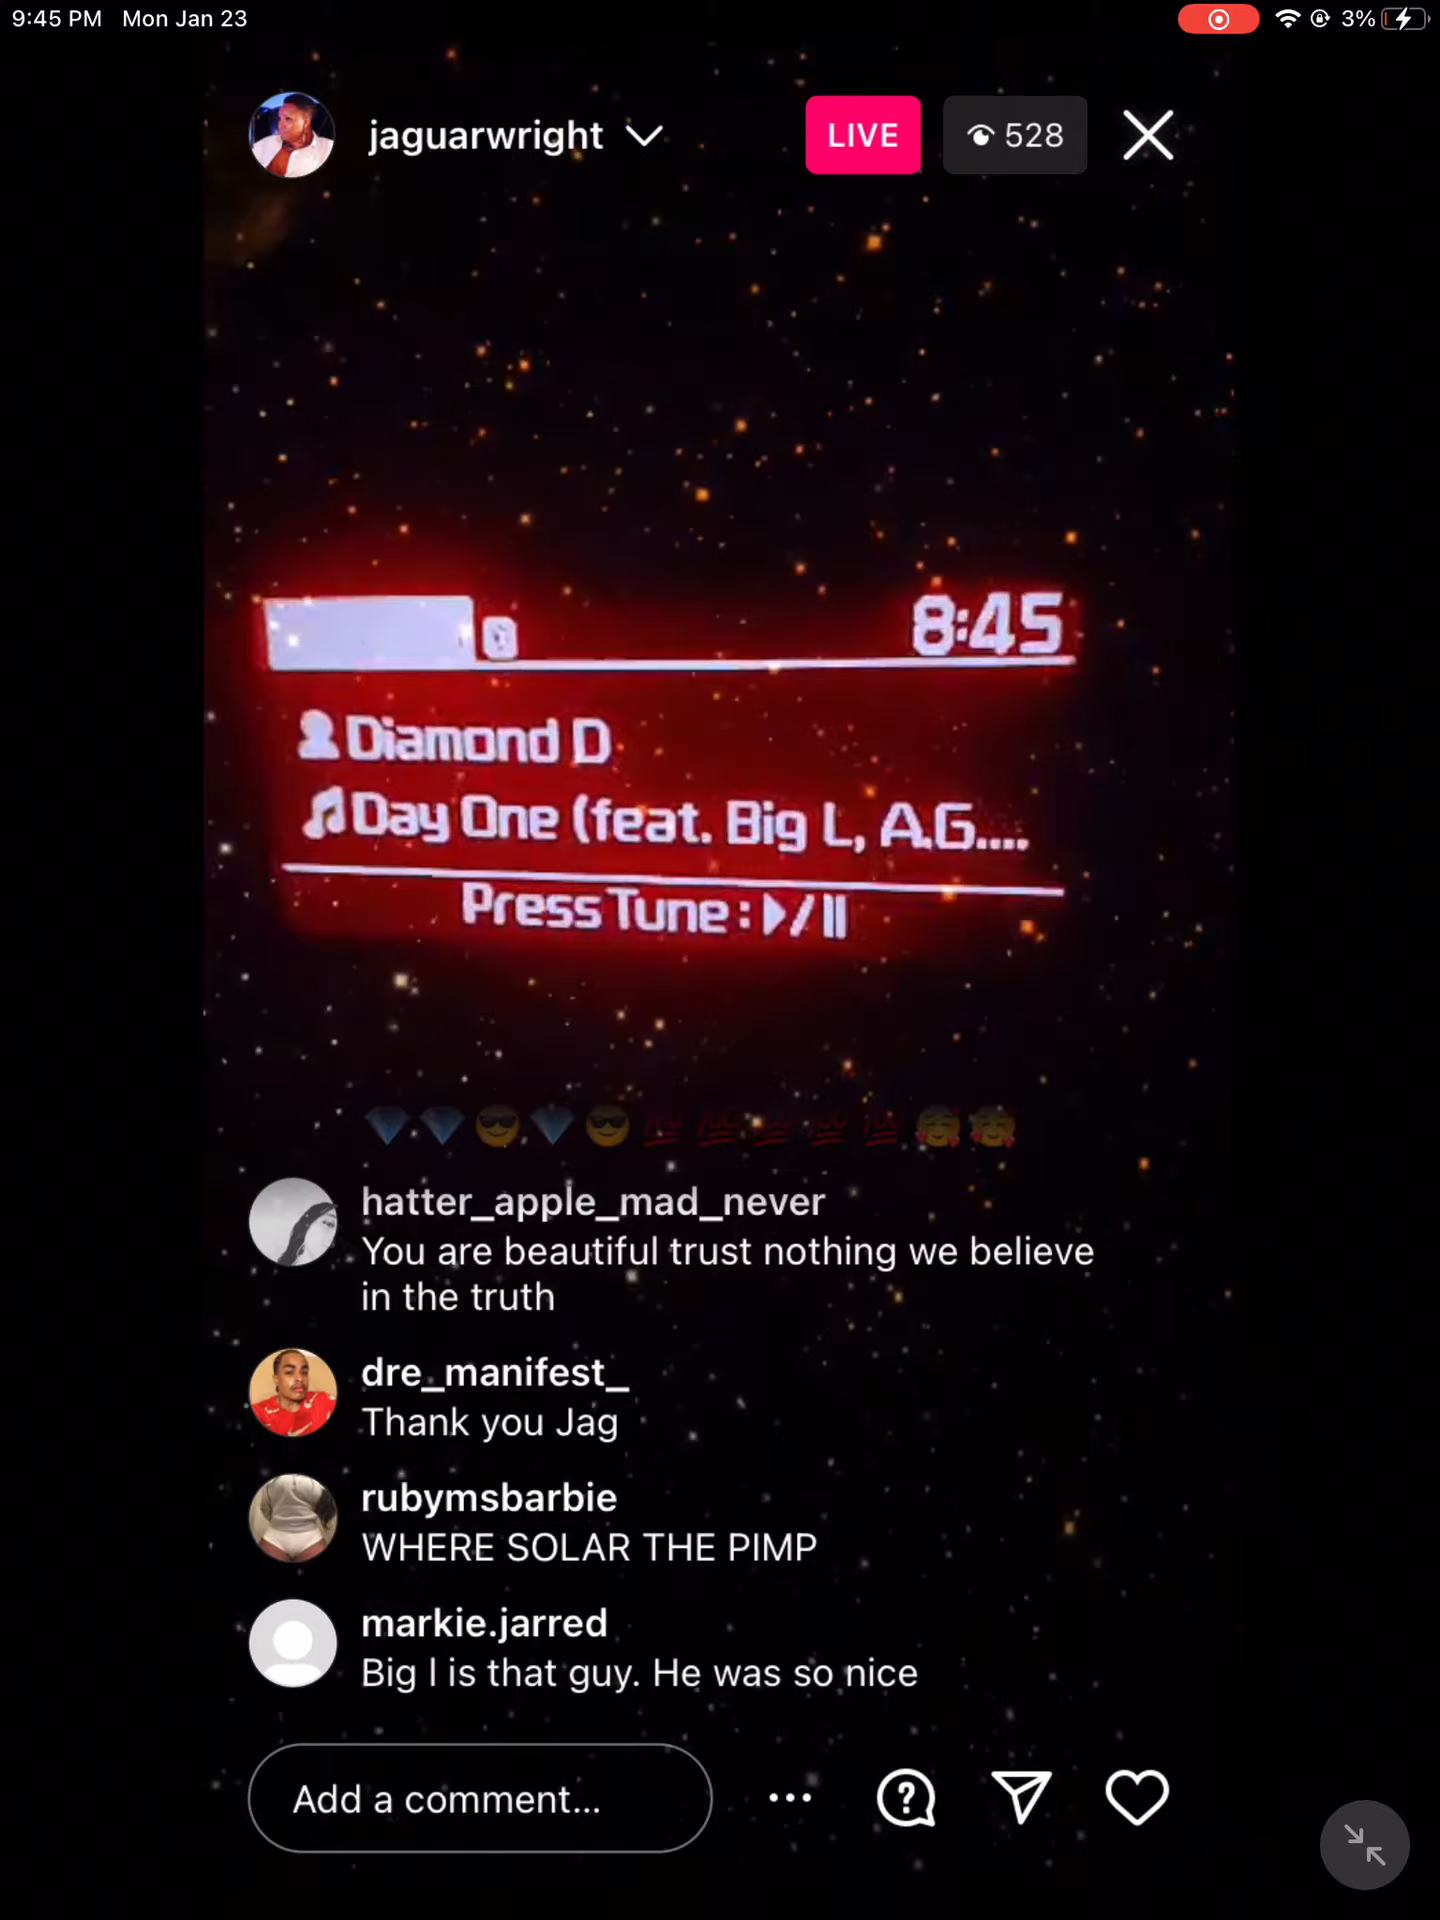 9:45 PM Mon Jan 23
3%
jaguarwright
LIVE
528
8:45
Diamond D
Day One (feat. Big L, A.G....
Press Tune :
💎💎😎💎😎💯💯💯💯💯🥰🥰
hatter_apple_mad_never
You are beautiful trust nothing we believe
in the truth
dre_manifest_
Thank you Jag
rubymsbarbie
WHERE SOLAR THE PIMP
markie.jarred
Big l is that guy. He was so nice
Add a comment...